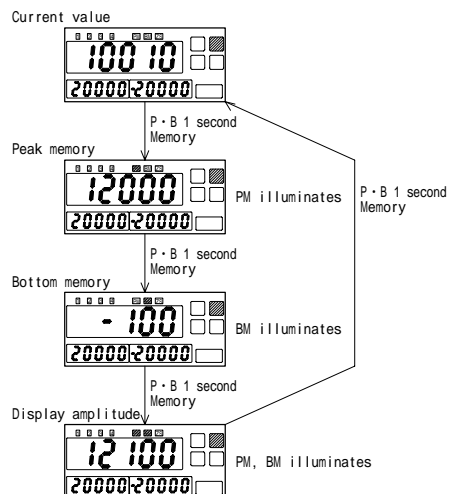 Current value
10010
20000 -20000
P・B 1 second
Memory
Peak memory
12000
20000 -20000
PM illuminates
P・B 1 second
Memory
P・B 1 second
Memory
Bottom memory
- 100
20000 -20000
BM illuminates
P・B 1 second
Memory
Display amplitude
12100
20000 -20000
PM, BM illuminates